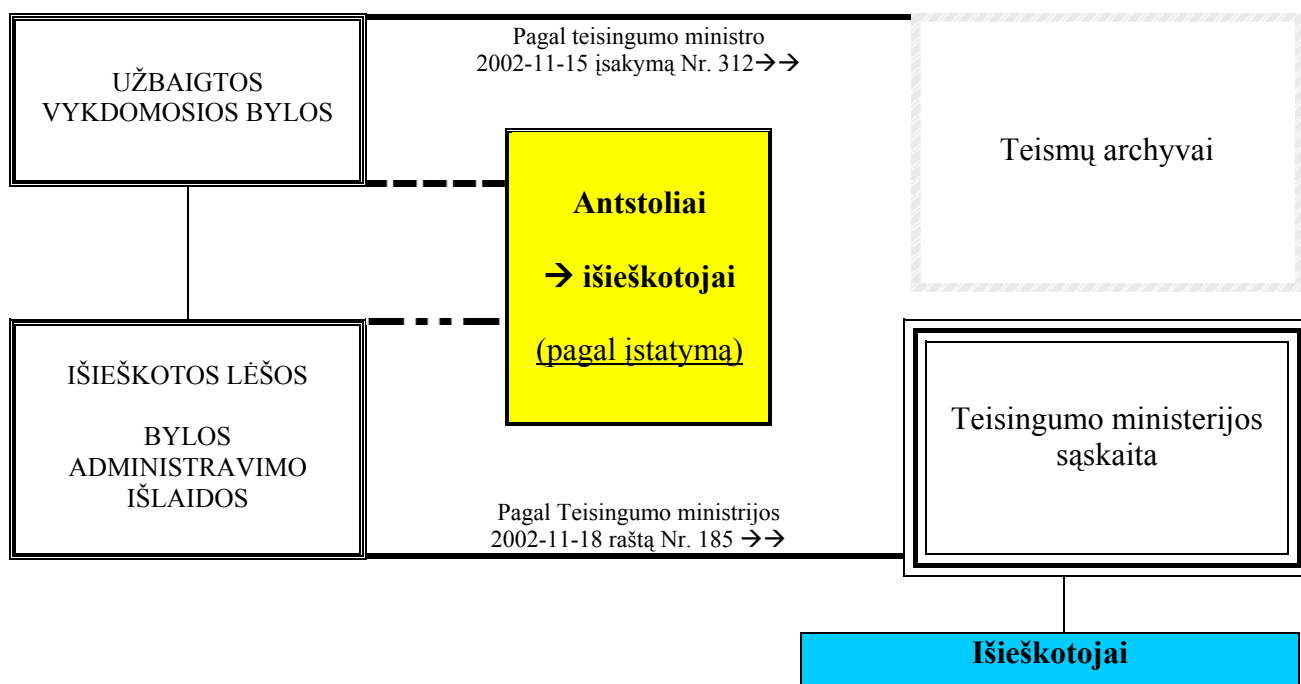 UŽBAIGTOS
VYKDOMOSIOS BYLOS
Pagal teisingumo ministro
2002-11-15 įsakymą Nr. 312→→
Teismų archyvai
Antstoliai
→ išieškotojai
(pagal įstatymą)
IŠIEŠKOTOS LĖŠOS
BYLOS
ADMINISTRAVIMO
IŠLAIDOS
Pagal Teisingumo ministrijos
2002-11-18 raštą Nr. 185 →→
Teisingumo ministerijos
sąskaita
Išieškotojai